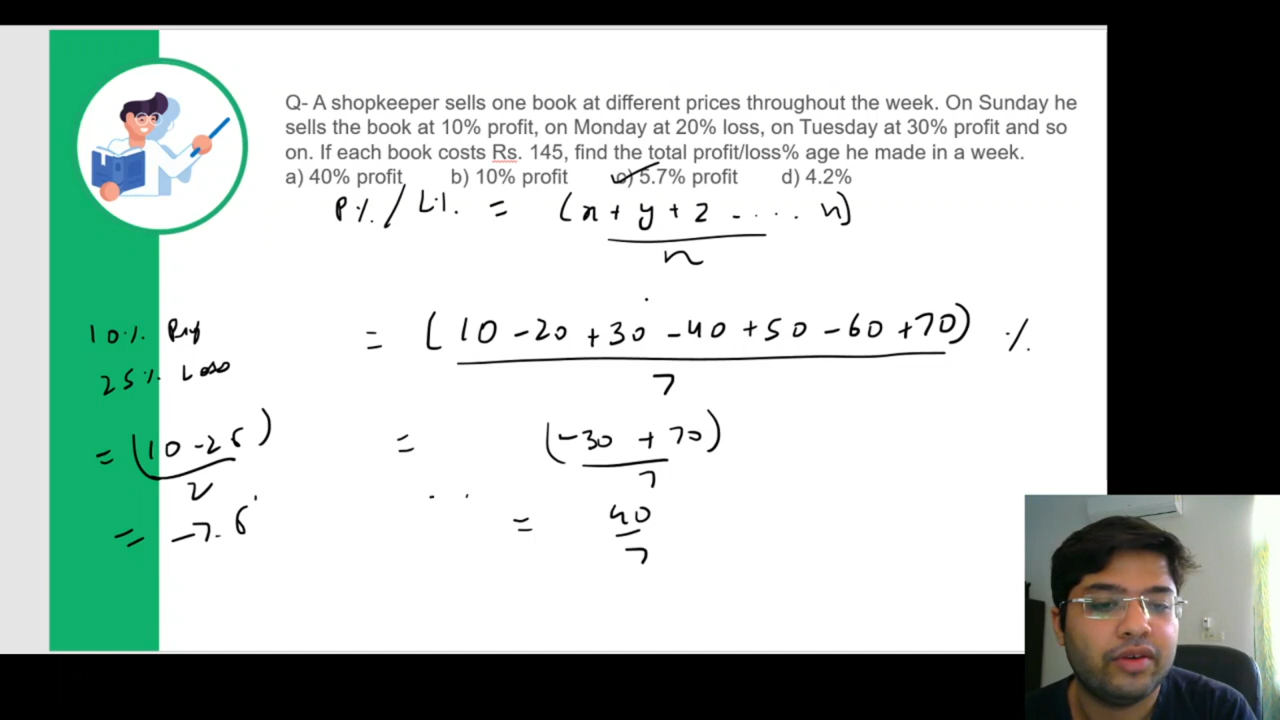 Q- A shopkeeper sells one book at different prices throughout the week. On Sunday he
sells the book at 10% profit, on Monday at 20% loss, on Tuesday at 30% profit and so
on. If each book costs Rs. 145, find the total profit/loss% age he made in a week.
a) 40% profit b) 10% profit c) 5.7% profit d) 4.2%
P% / L% = (x + y + z - .... n)
n
10% Prof
25% Loss
= (10 - 20 + 30 - 40 + 50 - 60 + 70) %
7
= (10 - 25)
2
= -7.5
= (-30 + 70)
7
= 40
7